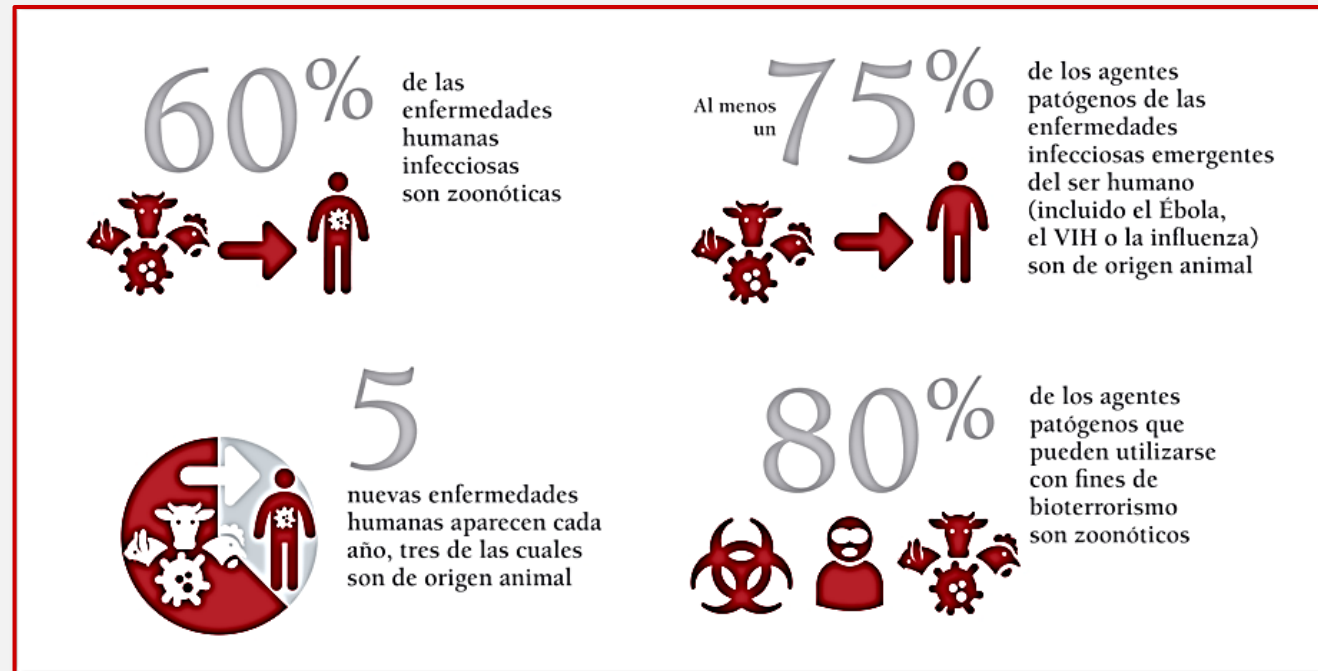 60%
de las
enfermedades
humanas
infecciosas
son zoonóticas
Al menos
un
75%
de los agentes
patógenos de las
enfermedades
infecciosas emergentes
del ser humano
(incluido el Ébola,
el VIH o la influenza)
son de origen animal
5
nuevas enfermedades
humanas aparecen cada
año, tres de las cuales
son de origen animal
80%
de los agentes
patógenos que
pueden utilizarse
con fines de
bioterrorismo
son zoonóticos